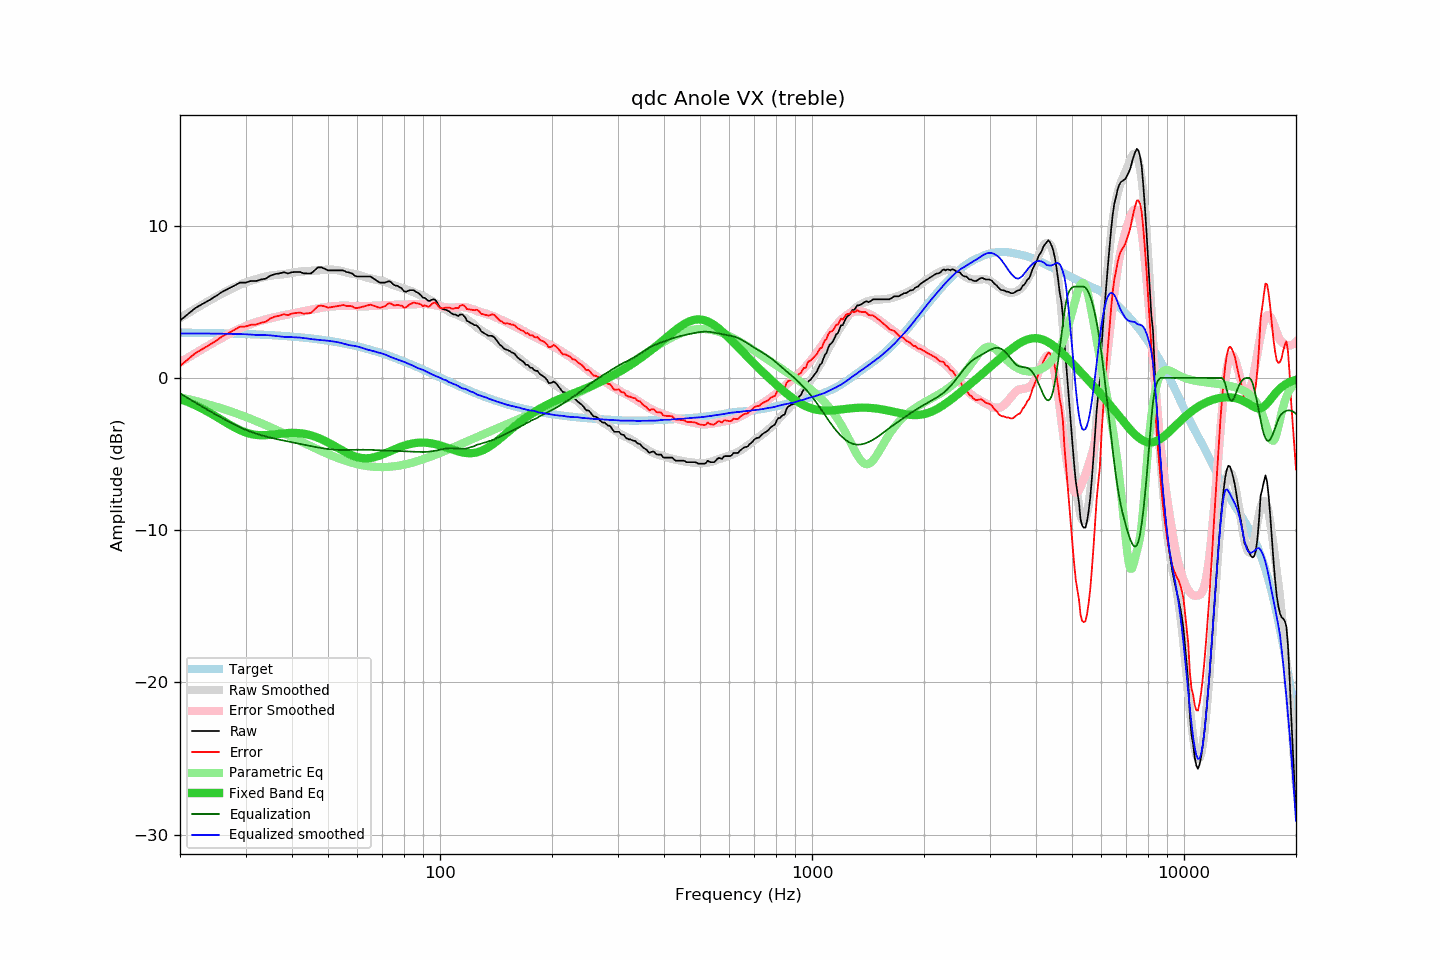 qdc Anole VX (treble)
Amplitude (dBr)
10
0
−10
−20
−30
Target
Raw Smoothed
Error Smoothed
Raw
Error
Parametric Eq
Fixed Band Eq
Equalization
Equalized smoothed
100
1000
10000
Frequency (Hz)